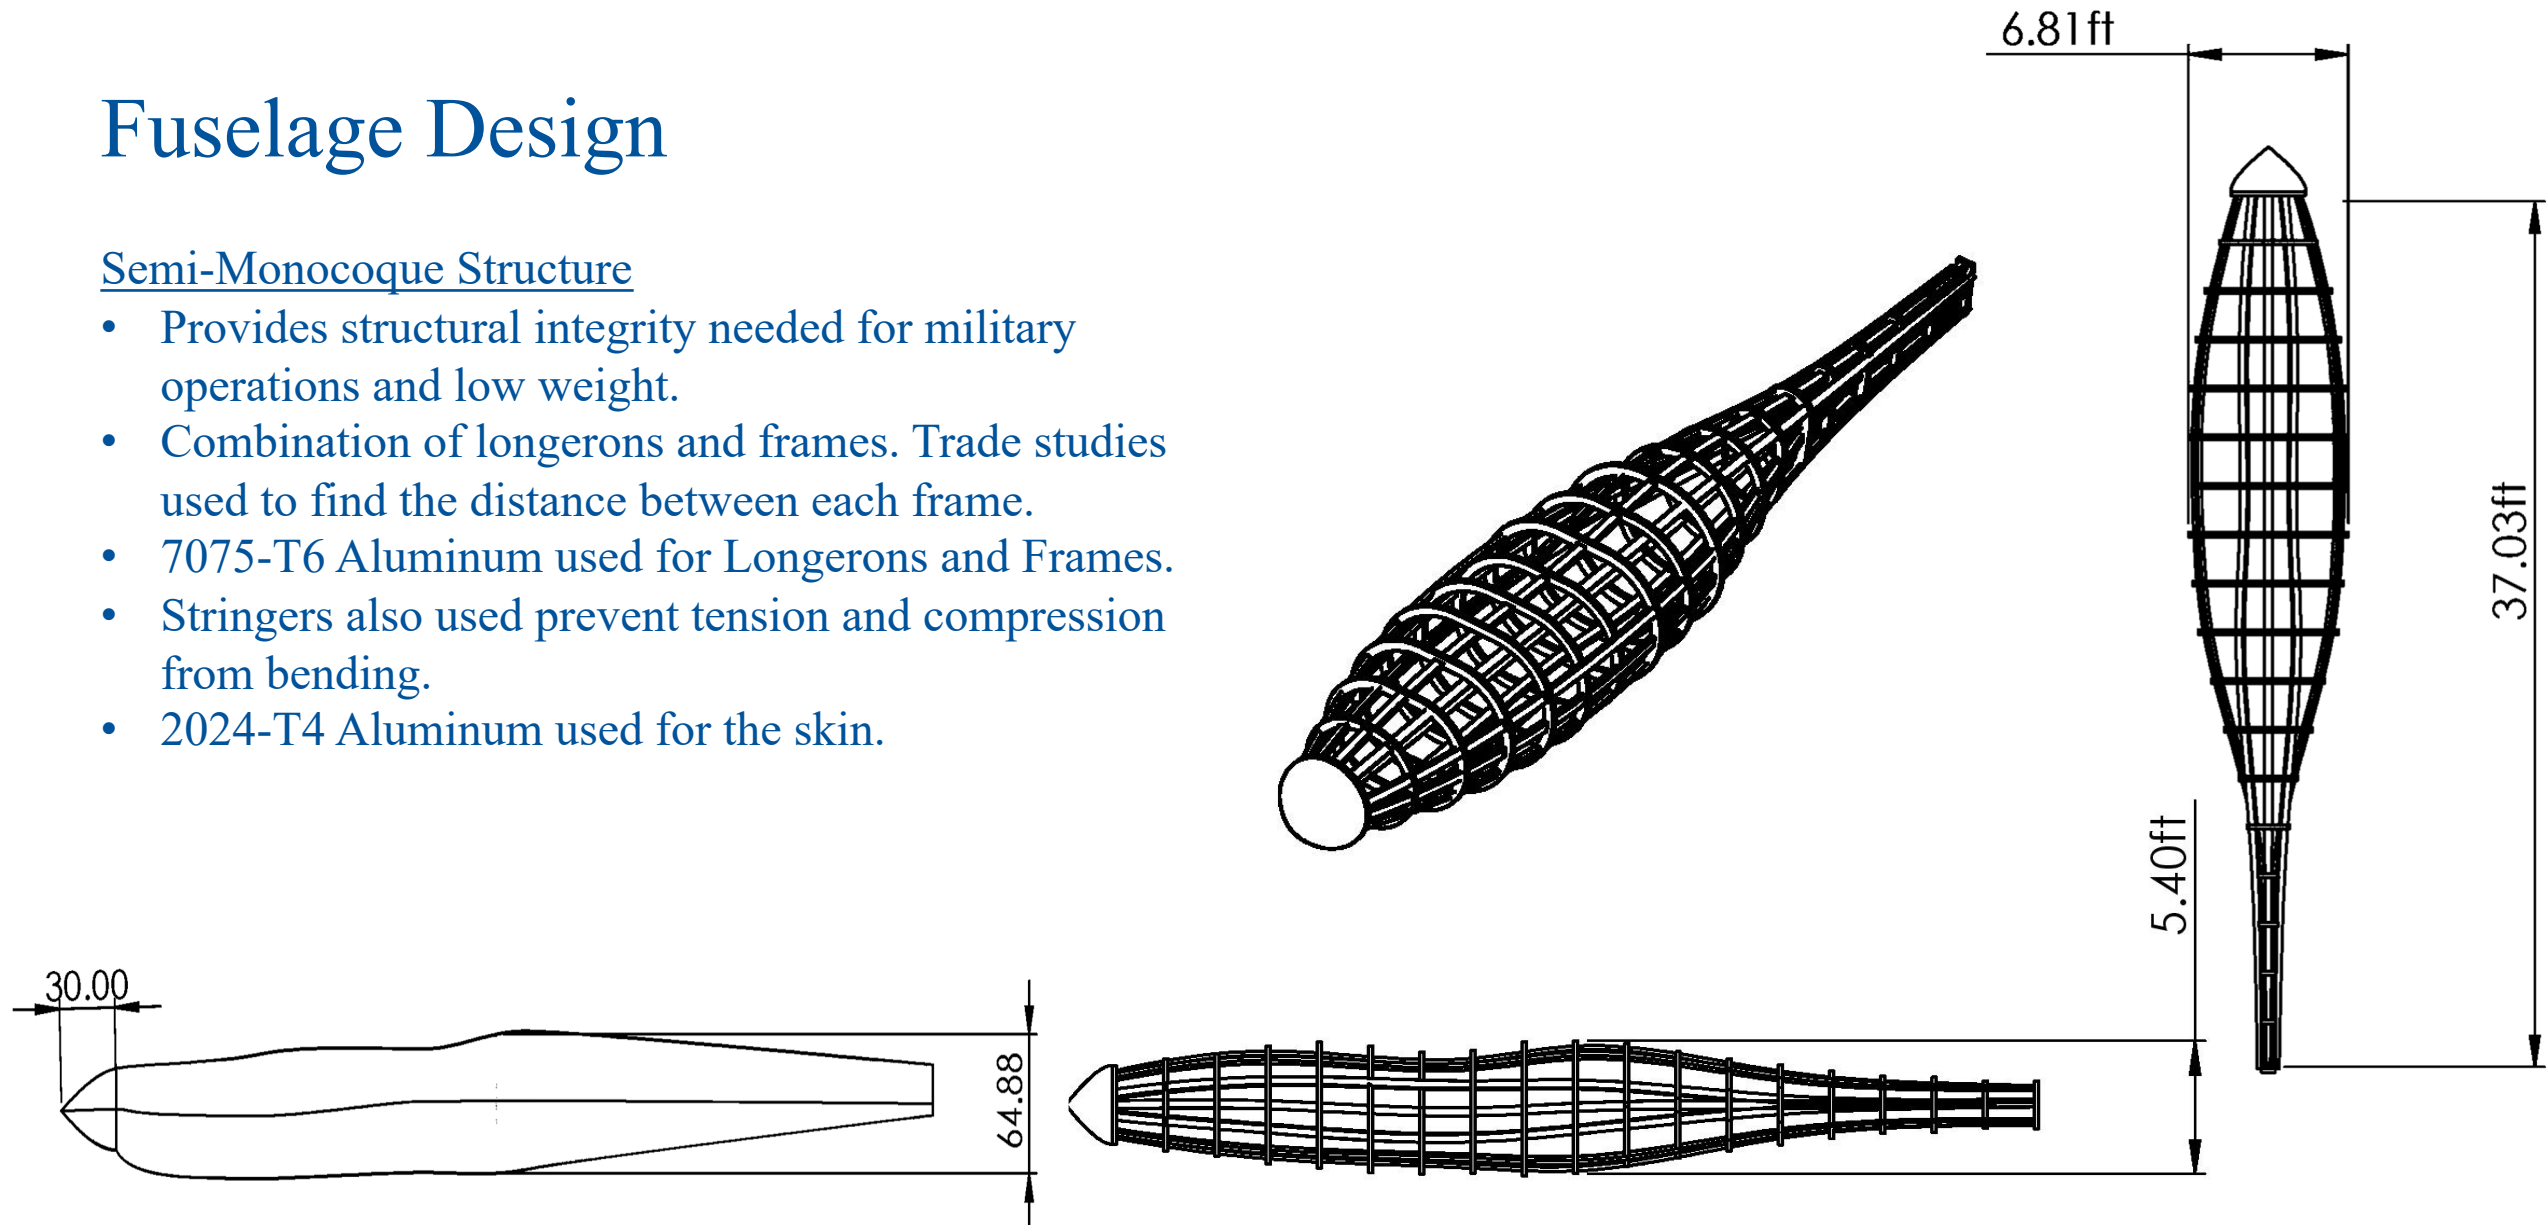 Fuselage Design
Semi-Monocoque Structure
• Provides structural integrity needed for military
operations and low weight.
• Combination of longerons and frames. Trade studies
used to find the distance between each frame.
• 7075-T6 Aluminum used for Longerons and Frames.
• Stringers also used prevent tension and compression
from bending.
• 2024-T4 Aluminum used for the skin.
6.81ft
37.03ft
5.40ft
30.00
64.88